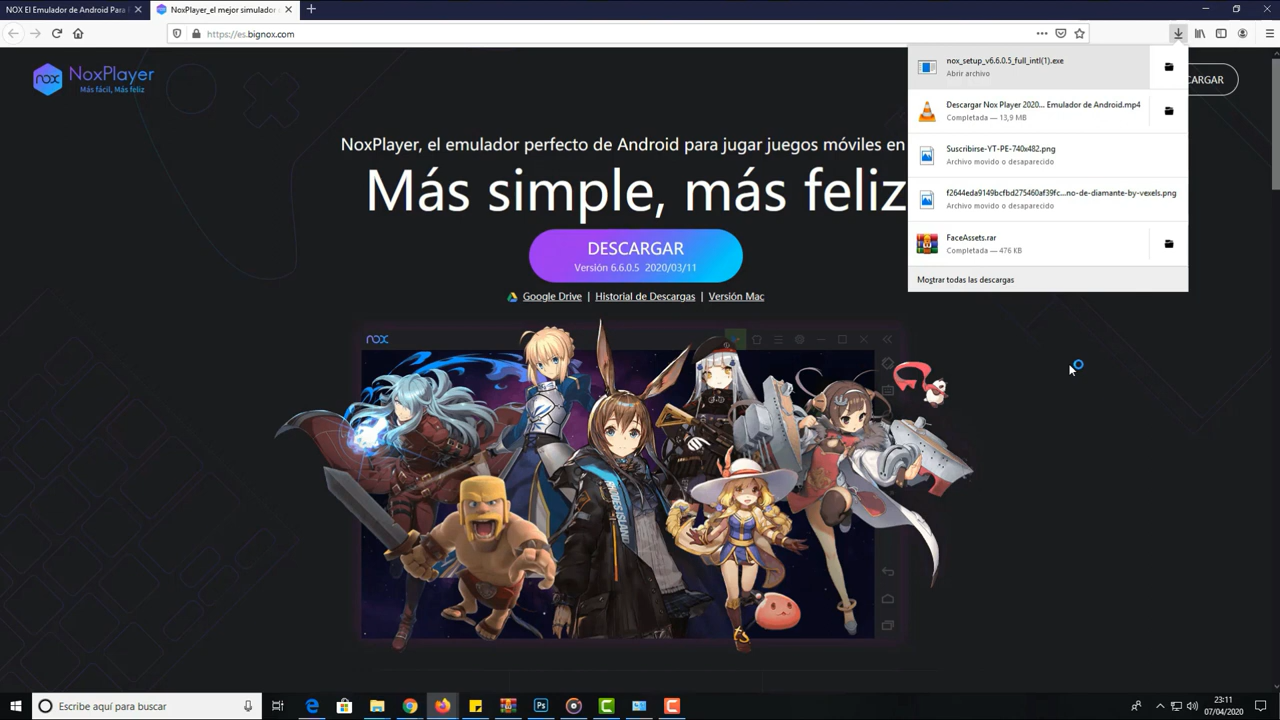 NOX El Emulador de Android Para
NoxPlayer_el mejor simulador
https://es.bignox.com
NoxPlayer
Más fácil, Más feliz
nox
NoxPlayer, el emulador perfecto de Android para jugar juegos móviles en
Más simple, más feliz
DESCARGAR
Versión 6.6.0.5 2020/03/11
Google Drive | Historial de Descargas | Versión Mac
nox_setup_v6.6.0.5_full_intl(1).exe
Abrir archivo
ARGAR
Descargar Nox Player 2020... Emulador de Android.mp4
Completada — 13,9 MB
Suscribirse-YT-PE-740x482.png
Archivo movido o desaparecido
f2644eda9149bcfbd275460af39fc...no-de-diamante-by-vexels.png
Archivo movido o desaparecido
FaceAssets.rar
Completada — 476 KB
Mostrar todas las descargas
nox
RHODES ISLAND
Escribe aquí para buscar
Ps
C
C
23:11
07/04/2020